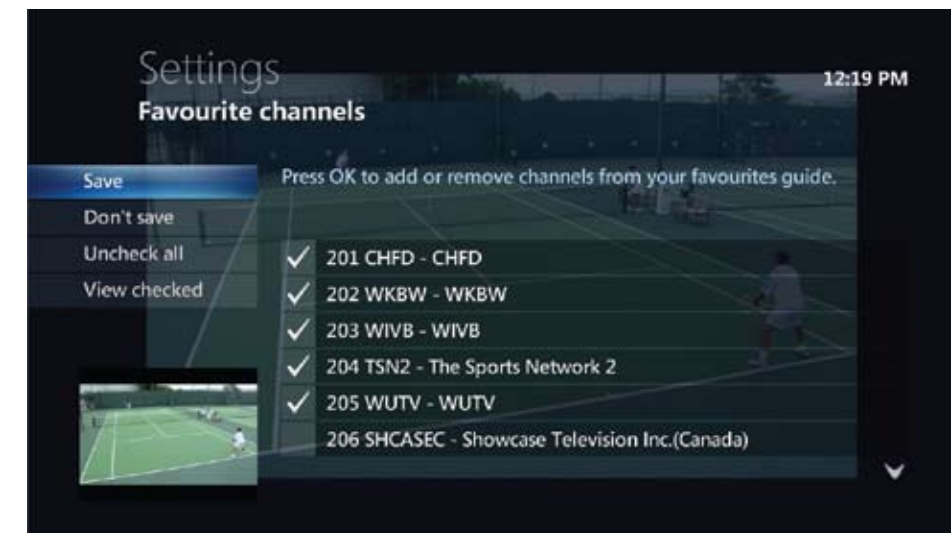 Settings
12:19 PM
Favourite channels
Save
Press OK to add or remove channels from your favourites guide.
Don't save
Uncheck all
View checked
201 CHFD - CHFD
202 WKBW - WKBW
203 WIVB - WIVB
204 TSN2 - The Sports Network 2
205 WUTV - WUTV
206 SHCASEC - Showcase Television Inc.(Canada)